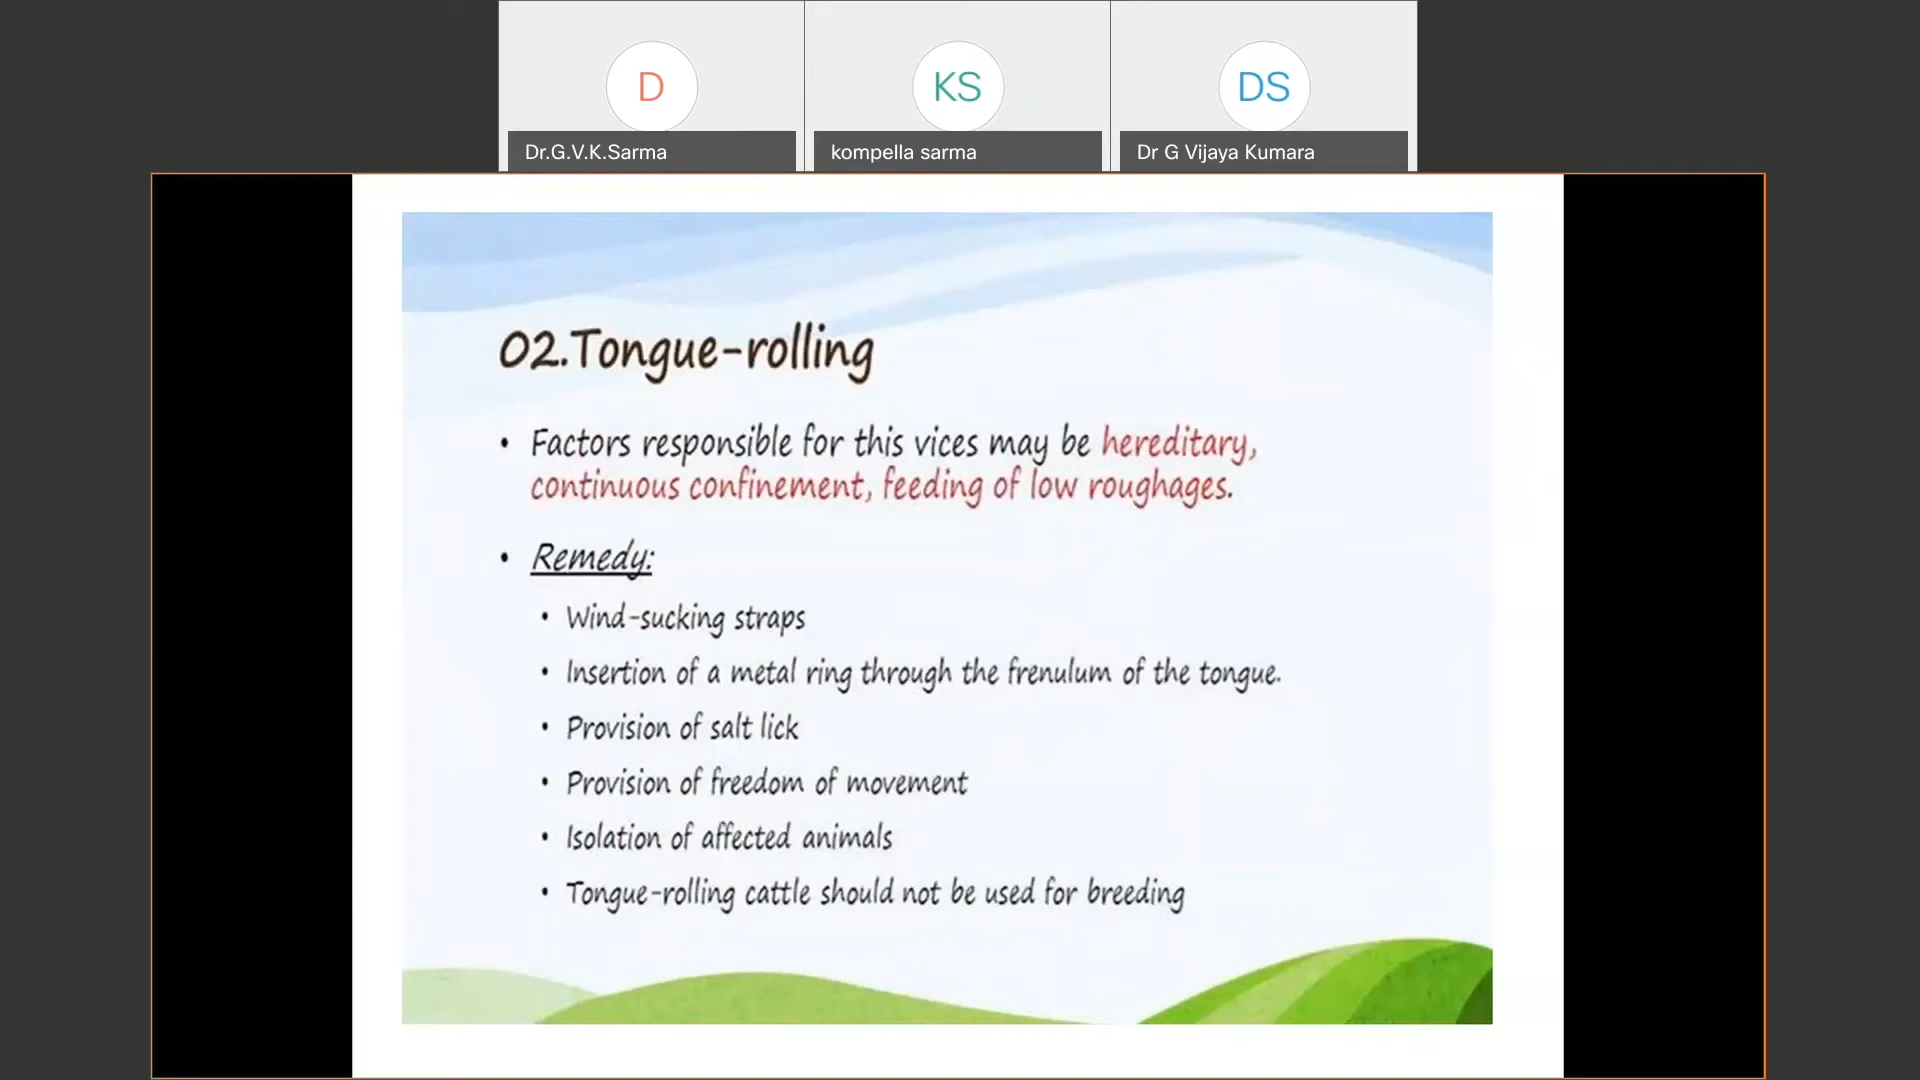 D
KS
DS
Dr.G.V.K.Sarma
kompella sarma
Dr G Vijaya Kumara
02.Tongue-rolling
• Factors responsible for this vices may be hereditary,
continuous confinement, feeding of low roughages.
• Remedy:
• Wind-sucking straps
• Insertion of a metal ring through the frenulum of the tongue.
• Provision of salt lick
• Provision of freedom of movement
• Isolation of affected animals
• Tongue-rolling cattle should not be used for breeding